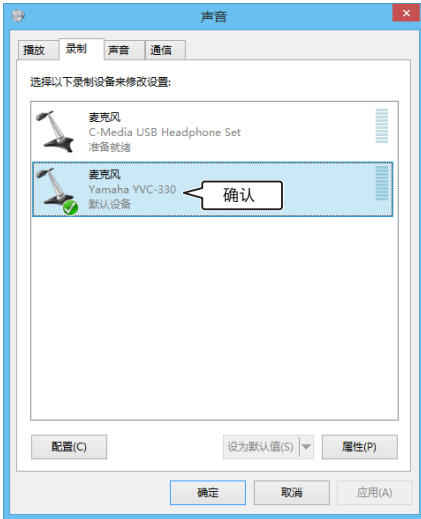 声音
播放 录制 声音 通信
选择以下录制设备来修改设置:
麦克风
C-Media USB Headphone Set
准备就绪
麦克风
Yamaha YVC-330
默认设备
确认
配置(C) 设为默认值(S) 属性(P)
确定 取消 应用(A)